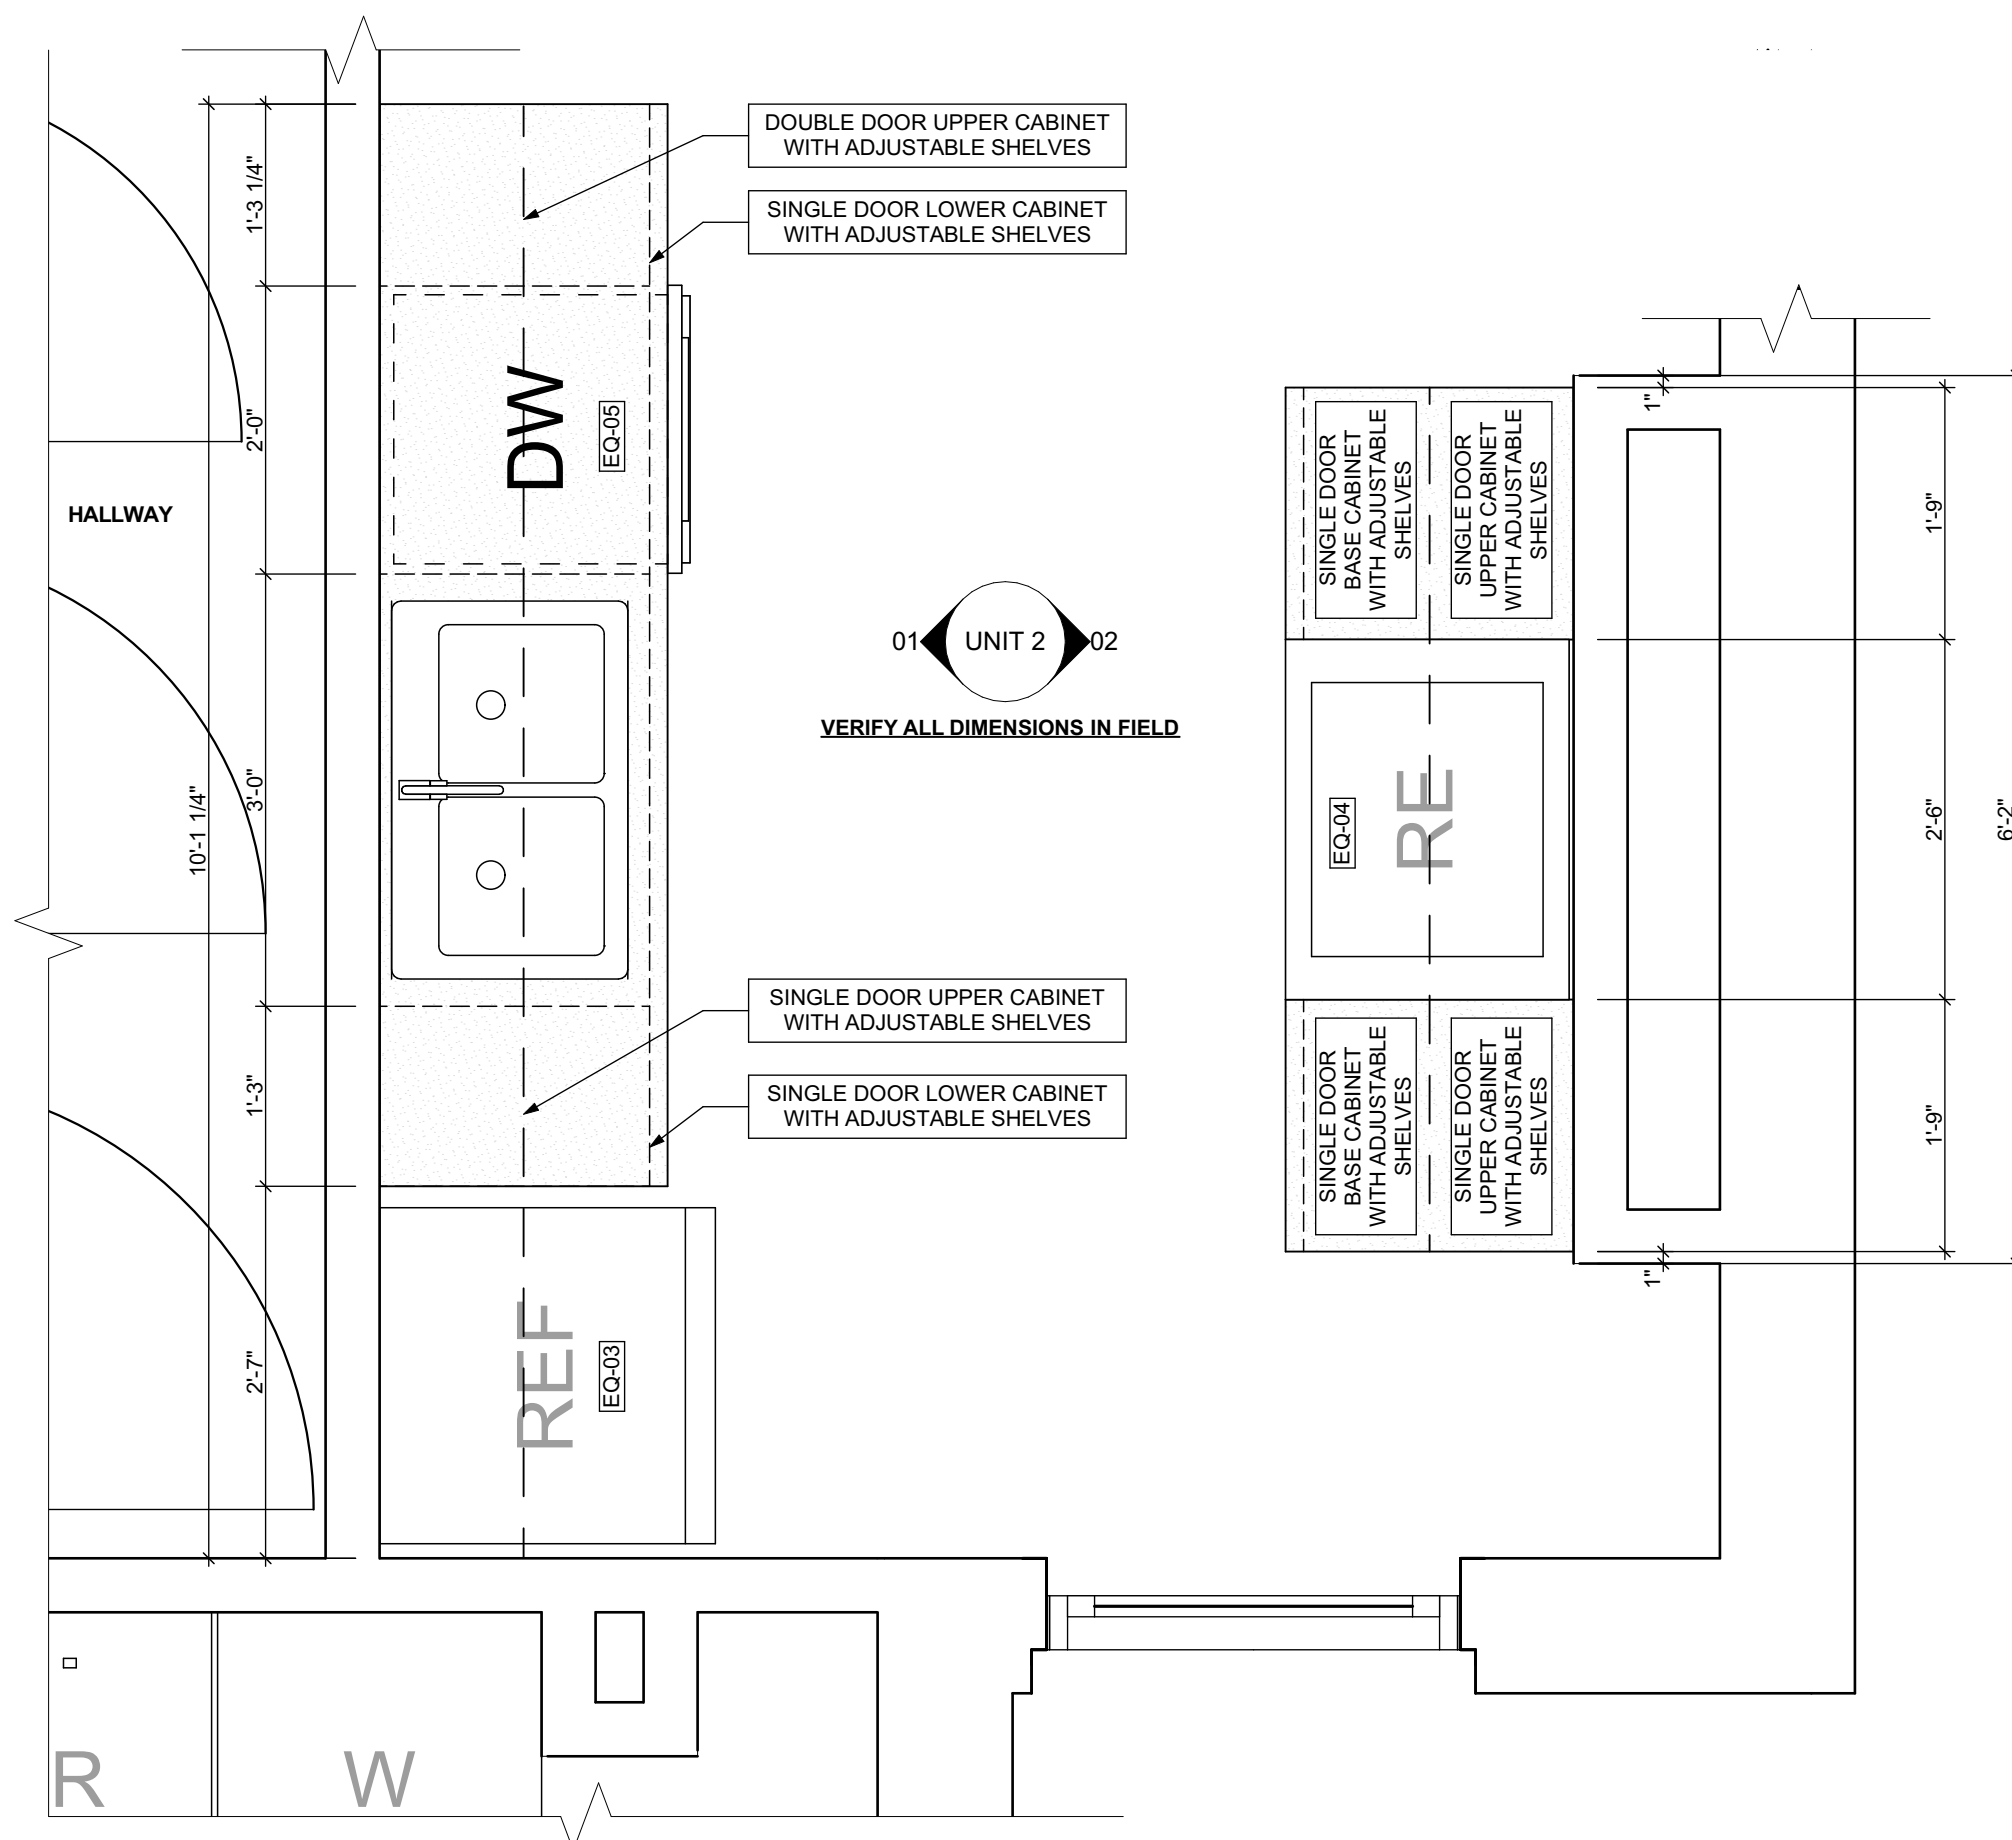 DOUBLE DOOR UPPER CABINET
WITH ADJUSTABLE SHELVES
SINGLE DOOR LOWER CABINET
WITH ADJUSTABLE SHELVES
1'-3 1/4"
2'-0"
3'-0"
1'-3"
2'-7"
10'-1 1/4"
HALLWAY
DW
EQ-05
01
UNIT 2
02
VERIFY ALL DIMENSIONS IN FIELD
SINGLE DOOR
BASE CABINET
WITH ADJUSTABLE
SHELVES
SINGLE DOOR
UPPER CABINET
WITH ADJUSTABLE
SHELVES
1"
1'-9"
EQ-04
RE
2'-6"
6'-2"
SINGLE DOOR UPPER CABINET
WITH ADJUSTABLE SHELVES
SINGLE DOOR LOWER CABINET
WITH ADJUSTABLE SHELVES
SINGLE DOOR
BASE CABINET
WITH ADJUSTABLE
SHELVES
SINGLE DOOR
UPPER CABINET
WITH ADJUSTABLE
SHELVES
1'-9"
1"
REF
EQ-03
R
W